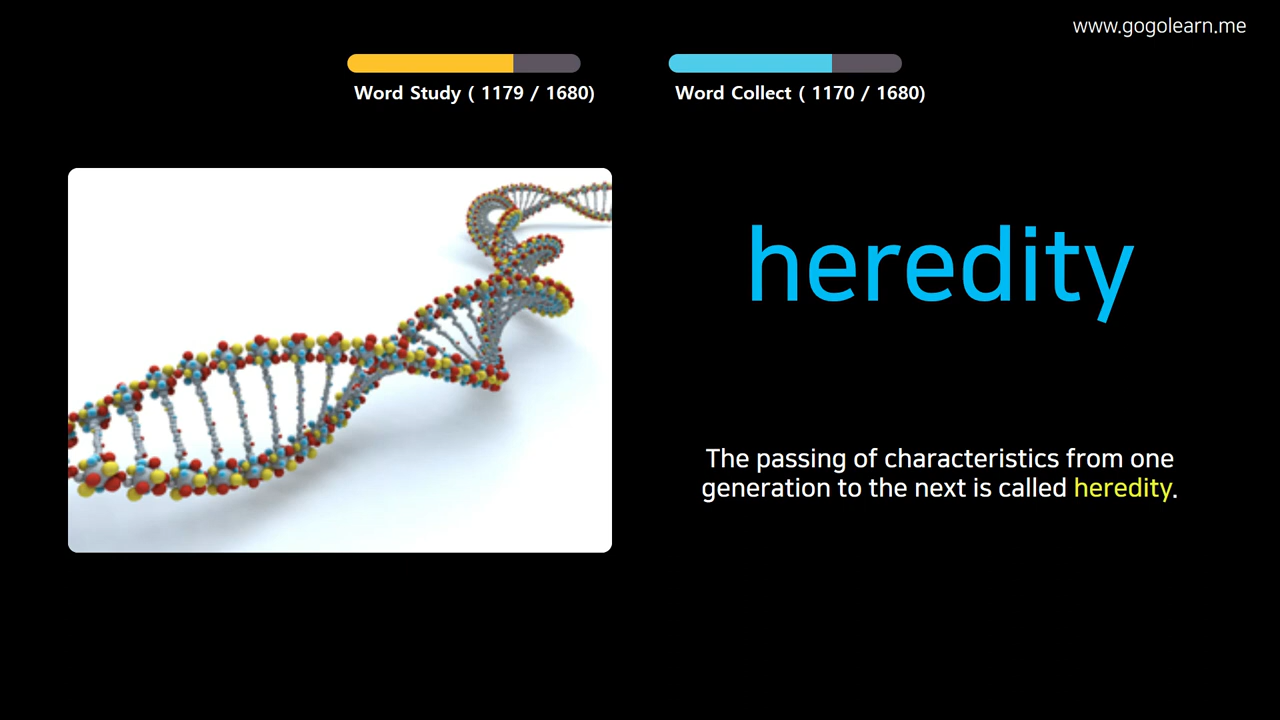 www.gogolearn.me
Word Study ( 1179 / 1680)
Word Collect ( 1170 / 1680)
heredity
The passing of characteristics from one
generation to the next is called heredity.